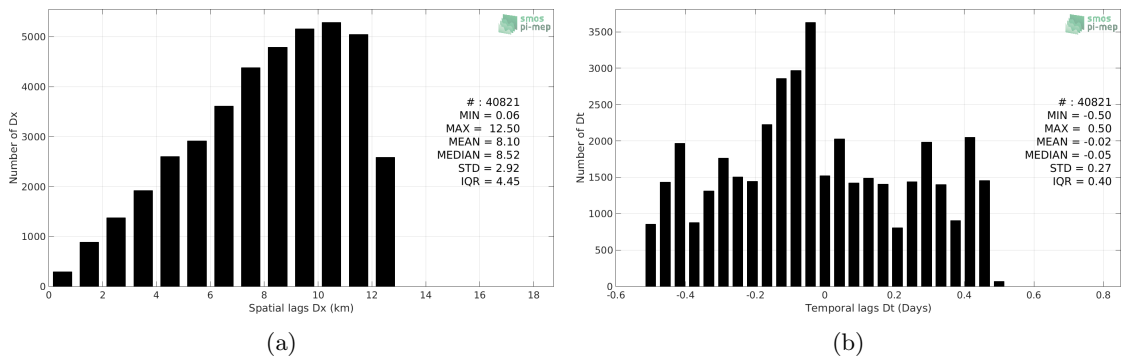 smos
pi-mep
5000
4000
3000
2000
1000
0
Number of Dx
# : 40821
MIN = 0.06
MAX = 12.50
MEAN = 8.10
MEDIAN = 8.52
STD = 2.92
IQR = 4.45
0 2 4 6 8 10 12 14 16 18
Spatial lags Dx (km)
(a)
smos
pi-mep
3500
3000
2500
2000
1500
1000
500
0
Number of Dt
# : 40821
MIN = -0.50
MAX = 0.50
MEAN = -0.02
MEDIAN = -0.05
STD = 0.27
IQR = 0.40
-0.6 -0.4 -0.2 0 0.2 0.4 0.6 0.8
Temporal lags Dt (Days)
(b)